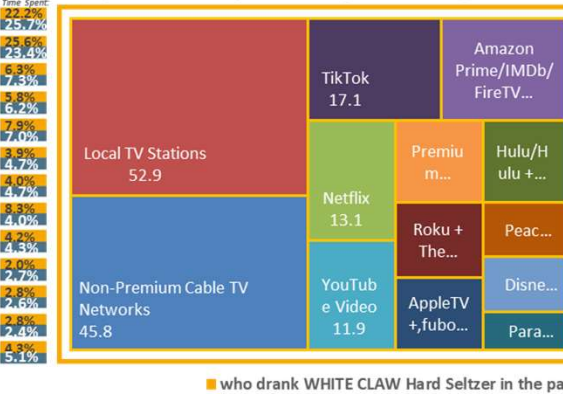 Time Spent:
22.2%
25.7%
25.6%
23.4%
6.3%
7.3%
5.8%
6.2%
7.9%
7.0%
3.9%
4.7%
4.0%
4.7%
8.3%
4.0%
4.2%
4.3%
2.0%
2.7%
2.8%
2.6%
2.8%
2.4%
4.3%
5.1%
Local TV Stations
52.9
Non-Premium Cable TV
Networks
45.8
TikTok
17.1
Amazon
Prime/IMDb/
FireTV...
Netflix
13.1
Premiu
m...
Hulu/H
ulu +...
Roku +
The...
Peac...
YouTub
e Video
11.9
AppleTV
+,fubo...
Disne...
Para...
who drank WHITE CLAW Hard Seltzer in the pa